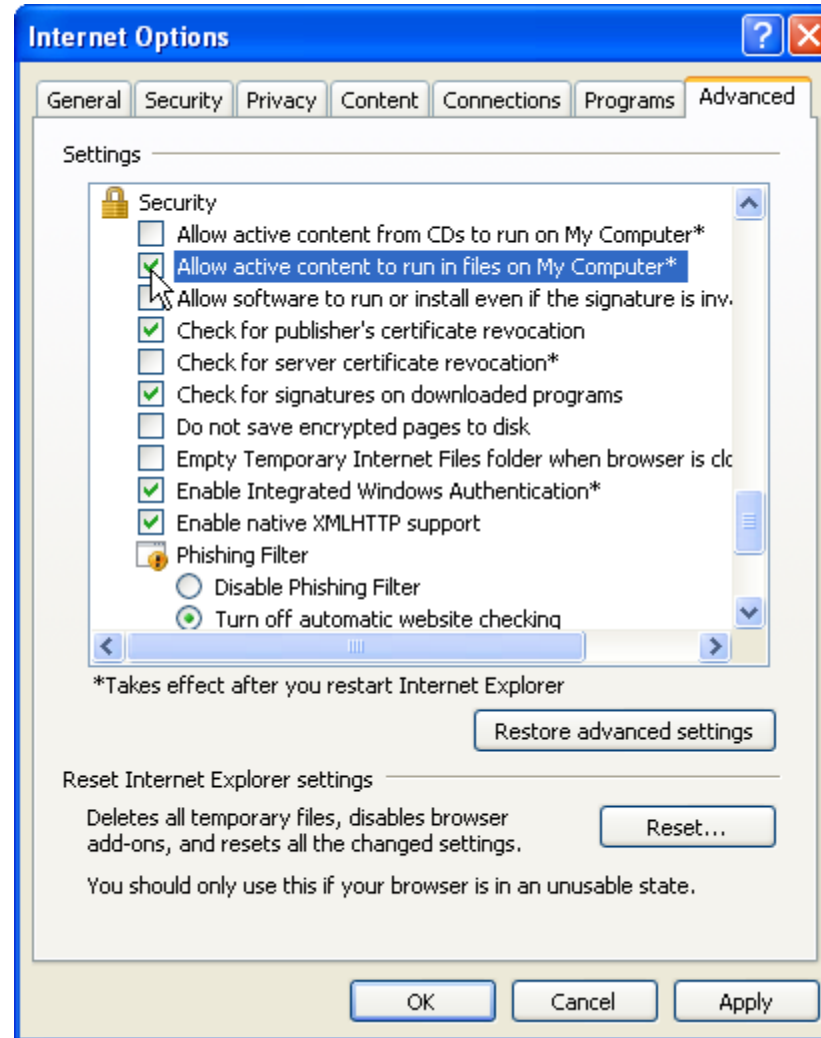 Internet Options
General Security Privacy Content Connections Programs Advanced
Settings
Security
Allow active content from CDs to run on My Computer*
Allow active content to run in files on My Computer*
Allow software to run or install even if the signature is
Check for publisher's certificate revocation
Check for server certificate revocation*
Check for signatures on downloaded programs
Do not save encrypted pages to disk
Empty Temporary Internet Files folder when browser is
Enable Integrated Windows Authentication*
Enable native XMLHTTP support
Phishing Filter
Disable Phishing Filter
Turn off automatic website checking
*Takes effect after you restart Internet Explorer
Restore advanced settings
Reset Internet Explorer settings
Deletes all temporary files, disables browser
add-ons, and resets all the changed settings.
Reset...
You should only use this if your browser is in an unusable state.
OK Cancel Apply